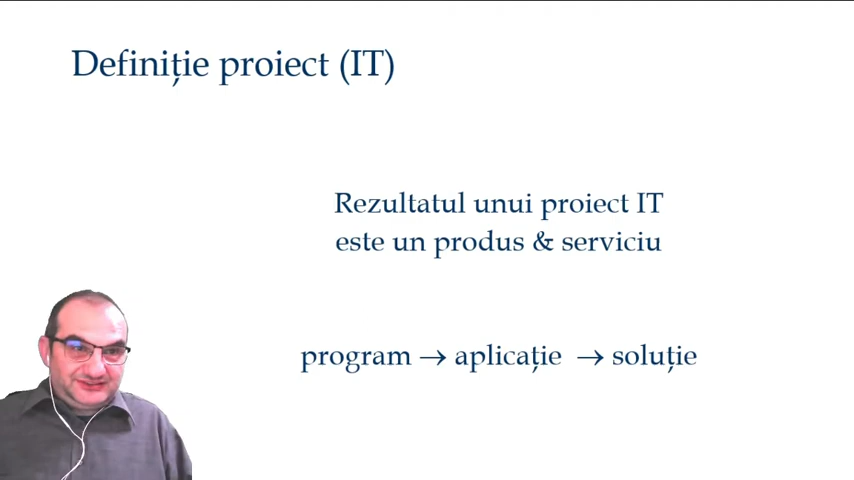 Definiție proiect (IT)
Rezultatul unui proiect IT
este un produs & serviciu
program → aplicație → soluție